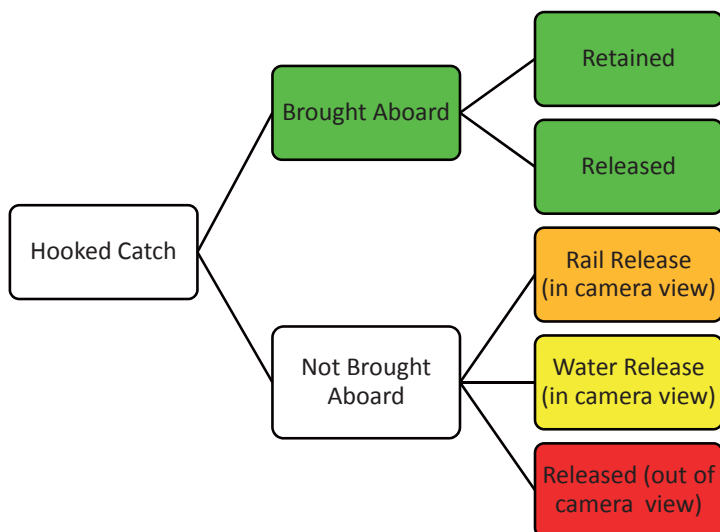 Retained
Brought Aboard
Released
Hooked Catch
Rail Release
(in camera view)
Not Brought
Aboard
Water Release
(in camera view)
Released (out of
camera view)